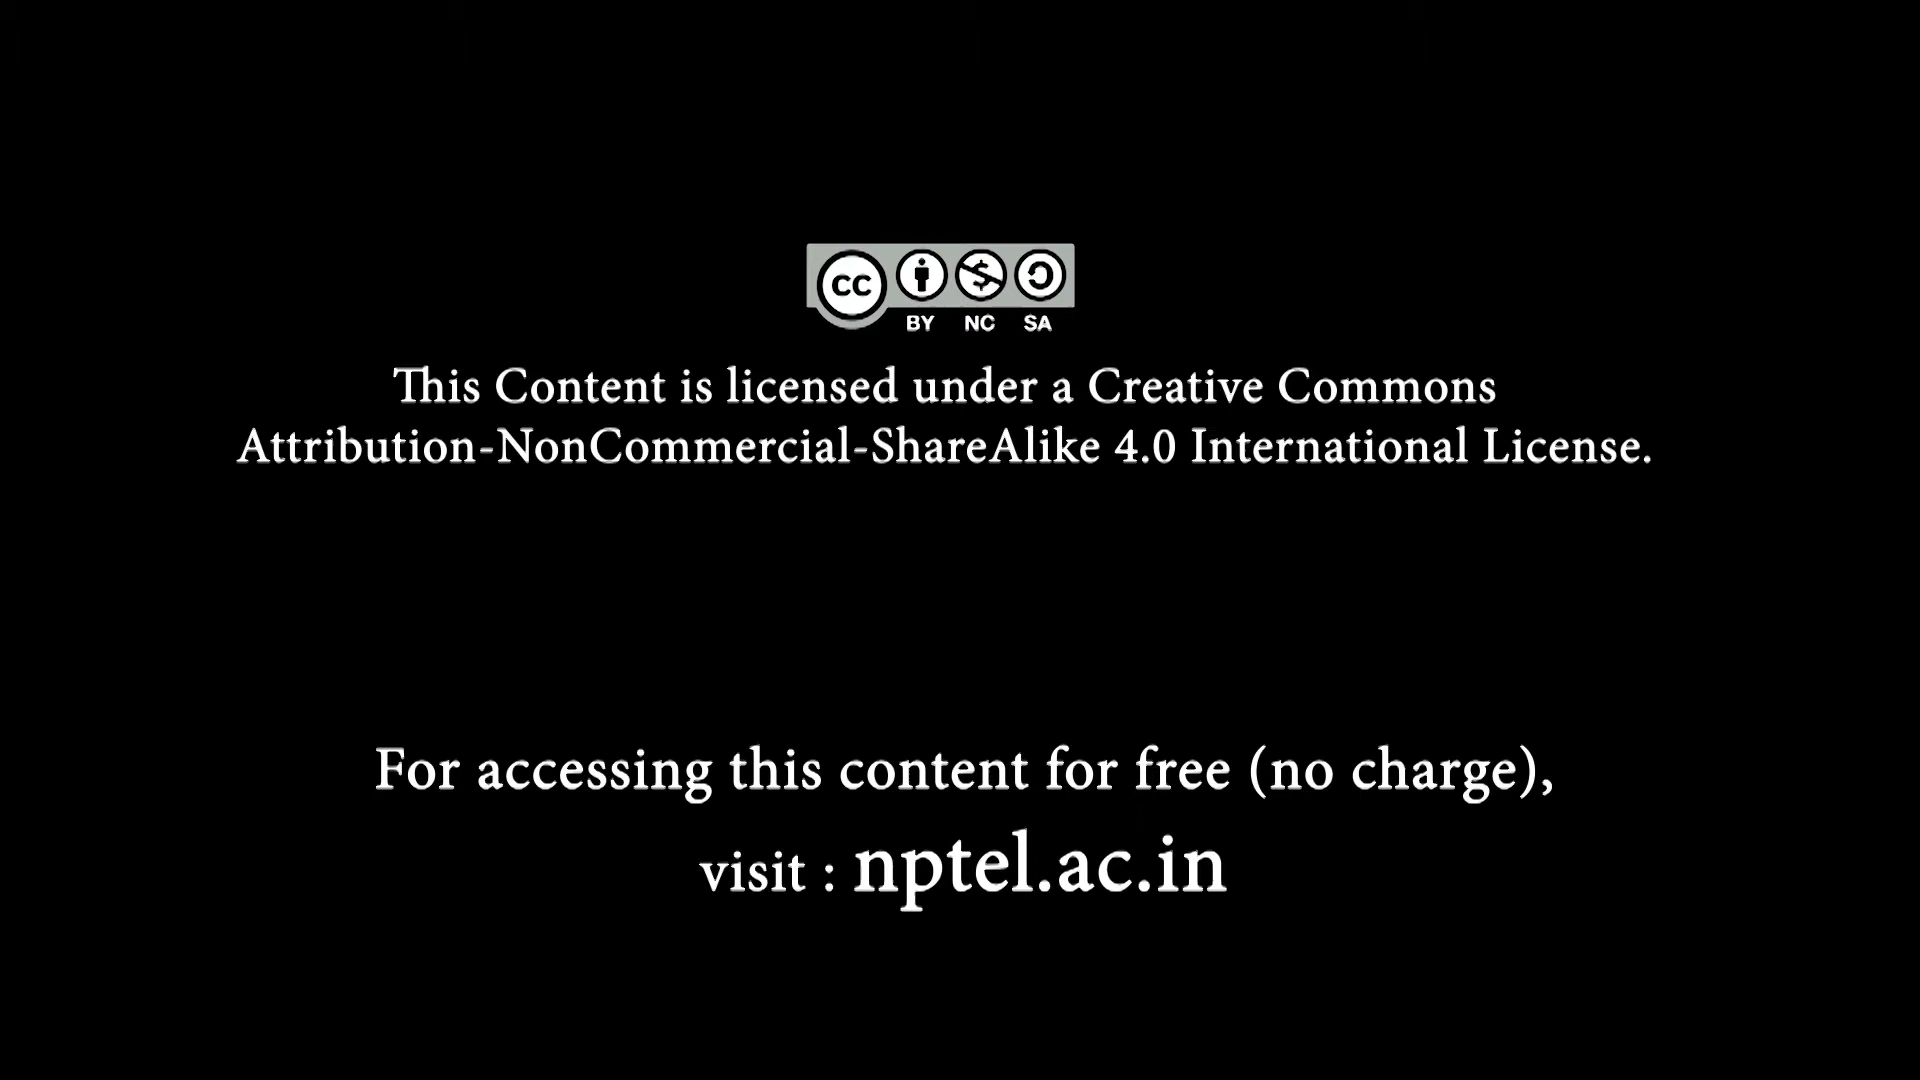 cc
BY NC SA
This Content is licensed under a Creative Commons
Attribution-NonCommercial-ShareAlike 4.0 International License.
For accessing this content for free (no charge),
visit : nptel.ac.in